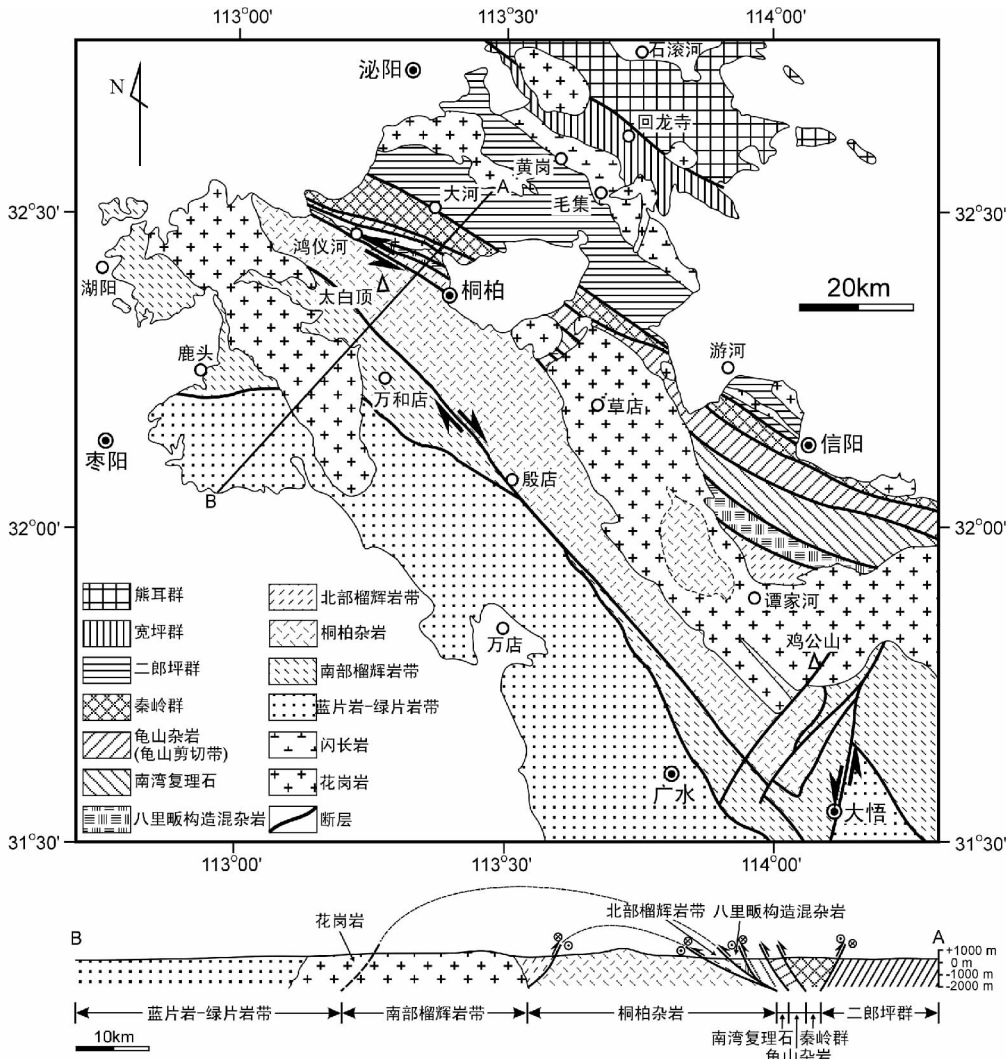 113°00' 113°30' 114°00'
N
泌阳
石滚河
回龙寺
黄岗
A
大河
毛集
32°30' 32°30'
鸿仪河
湖阳
太白顶
桐柏
20km
鹿头
游河
万和店
草店
枣阳
信阳
B
殷店
32°00' 32°00'
熊耳群
宽坪群
二郎坪群
秦岭群
龟山杂岩
(龟山剪切带)
南湾复理石
八里畈构造混杂岩
北部榴辉岩带
桐柏杂岩
南部榴辉岩带
蓝片岩-绿片岩带
闪长岩
花岗岩
断层
谭家河
万店
鸡公山
广水
大悟
31°30' 31°30'
113°00' 113°30' 114°00'
B
花岗岩
北部榴辉岩带
八里畈构造混杂岩
A
+1000 m
0 m
-1000 m
-2000 m
蓝片岩-绿片岩带
南部榴辉岩带
桐柏杂岩
二郎坪群
南湾复理石
秦岭群
龟山杂岩
10km